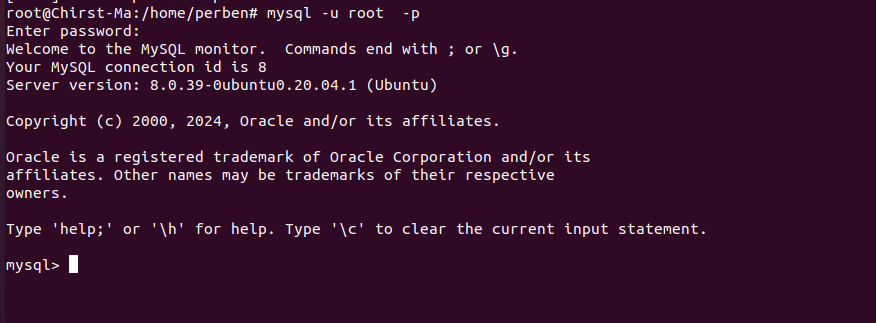 root@Chirst-Ma:/home/perben# mysql -u root  -p
Enter password:
Welcome to the MySQL monitor.  Commands end with ; or \g.
Your MySQL connection id is 8
Server version: 8.0.39-0ubuntu0.20.04.1 (Ubuntu)

Copyright (c) 2000, 2024, Oracle and/or its affiliates.

Oracle is a registered trademark of Oracle Corporation and/or its
affiliates. Other names may be trademarks of their respective
owners.

Type 'help;' or '\h' for help. Type '\c' to clear the current input statement.

mysql>